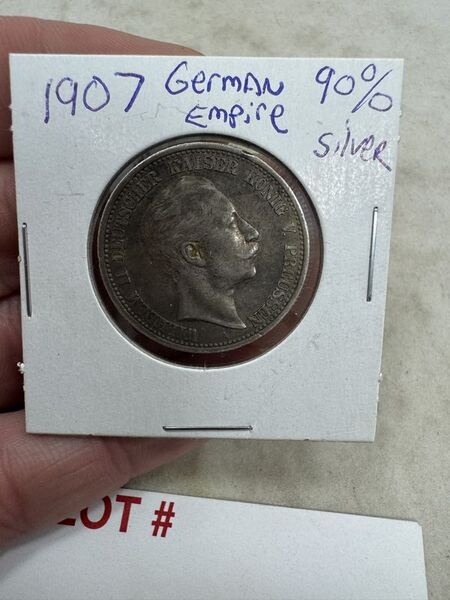 1907 German 90%
Empire
Silver
WILHELM II DEUTSCHER KAISER KÖNIG V. PREUSSEN
LOT #